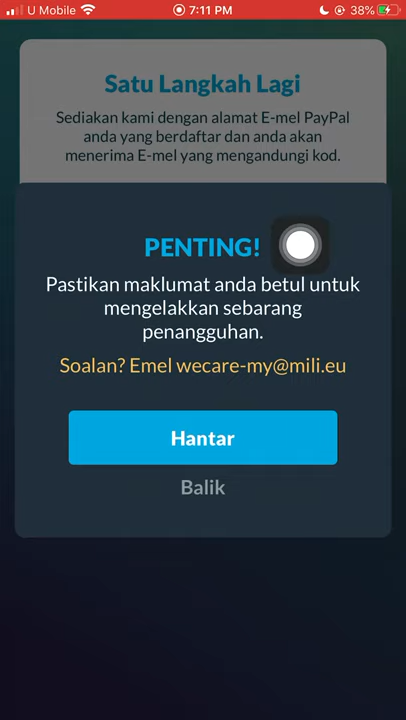 U Mobile 7:11 PM 38%
Satu Langkah Lagi
Sediakan kami dengan alamat E-mel PayPal
anda yang berdaftar dan anda akan
menerima E-mel yang mengandungi kod.
PENTING!
Pastikan maklumat anda betul untuk
mengelakkan sebarang
penangguhan.
Soalan? Emel wecare-my@mili.eu
Hantar
Balik